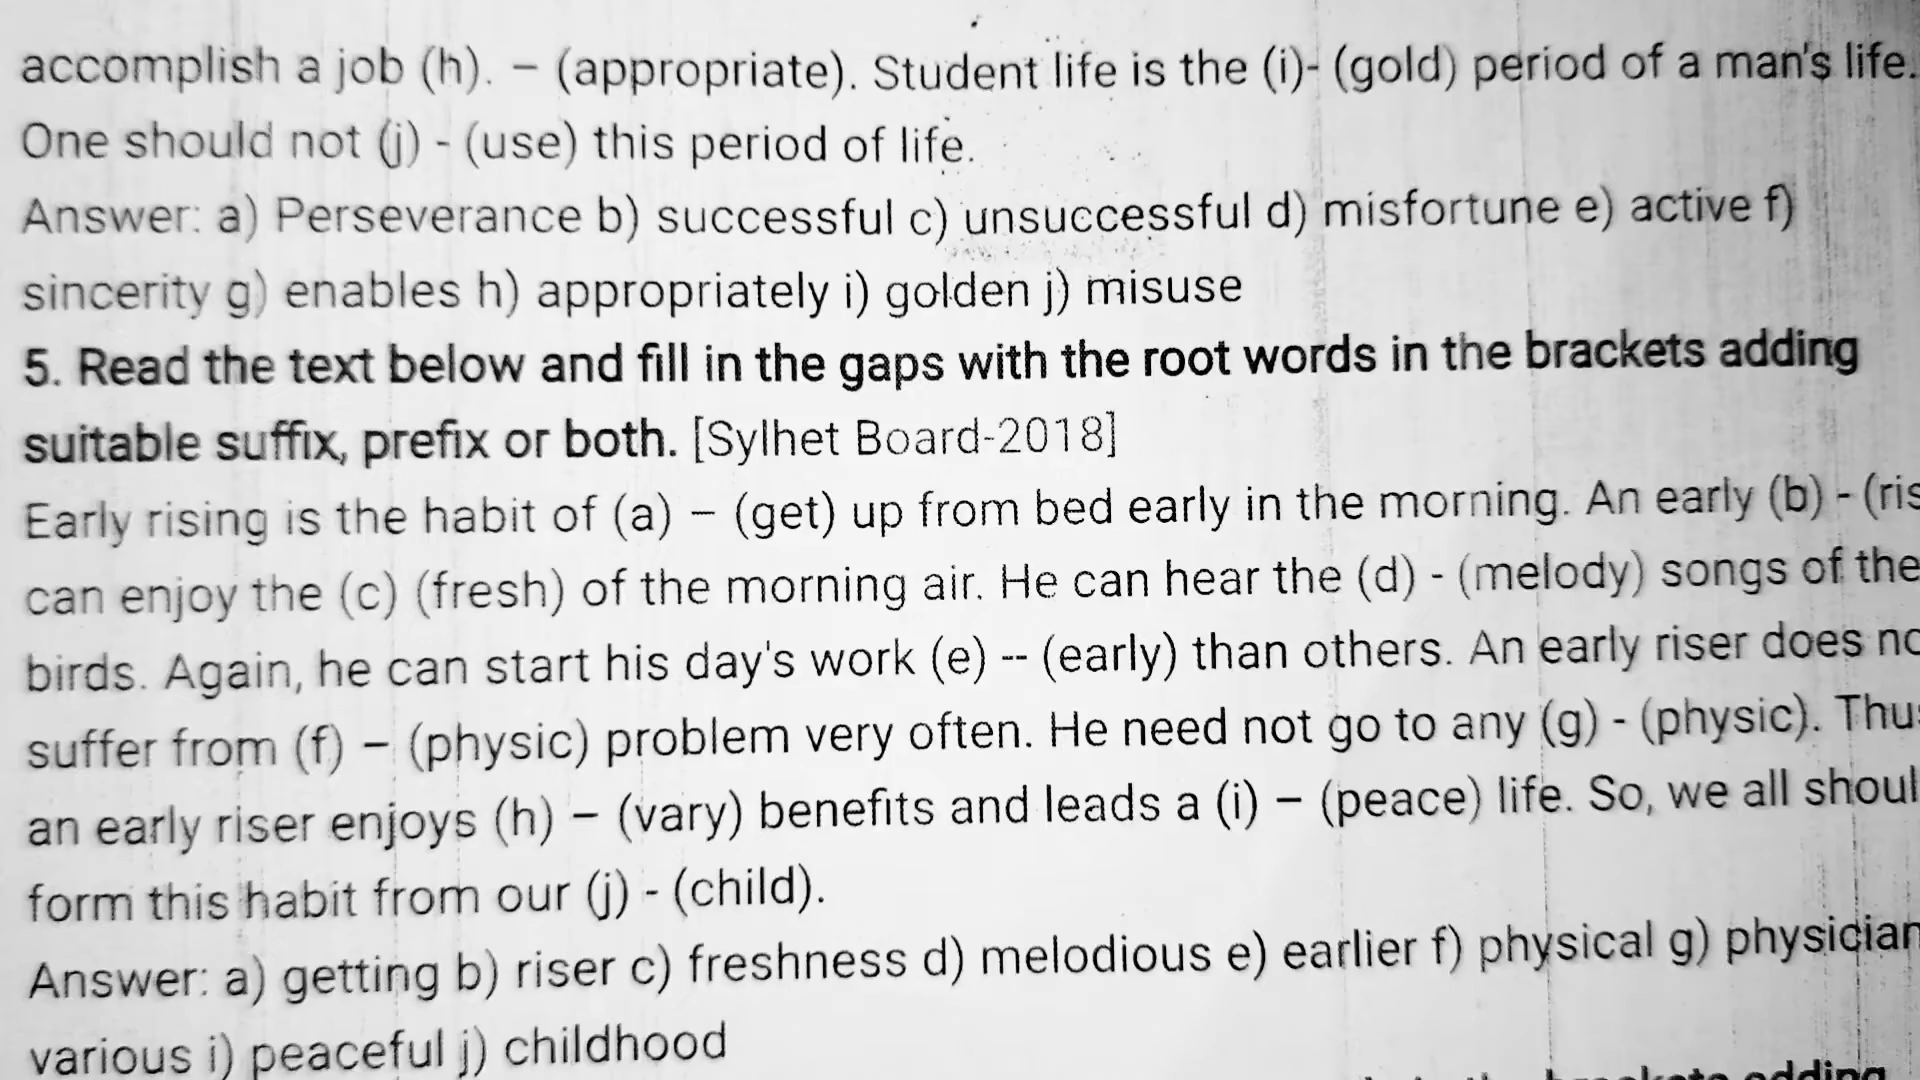 accomplish a job (h). – (appropriate). Student life is the (i)- (gold) period of a man's life.
One should not (j) - (use) this period of life.
Answer: a) Perseverance b) successful c) unsuccessful d) misfortune e) active f)
sincerity g) enables h) appropriately i) golden j) misuse
5. Read the text below and fill in the gaps with the root words in the brackets adding
suitable suffix, prefix or both. [Sylhet Board-2018]
Early rising is the habit of (a) – (get) up from bed early in the morning. An early (b) - (ris
can enjoy the (c) (fresh) of the morning air. He can hear the (d) - (melody) songs of the
birds. Again, he can start his day's work (e) -- (early) than others. An early riser does no
suffer from (f) – (physic) problem very often. He need not go to any (g) - (physic). Thus
an early riser enjoys (h) – (vary) benefits and leads a (i) – (peace) life. So, we all shoul
form this habit from our (j) - (child).
Answer: a) getting b) riser c) freshness d) melodious e) earlier f) physical g) physician
various i) peaceful j) childhood
brackets adding